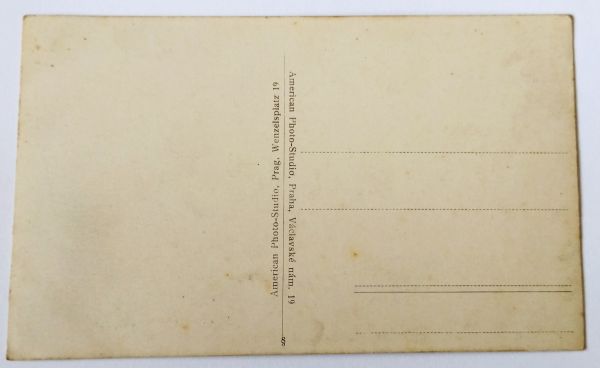 American Photo-Studio, Prag, Wenzelsplatz 19
American Photo-Studio, Praha, Václavské nám. 19